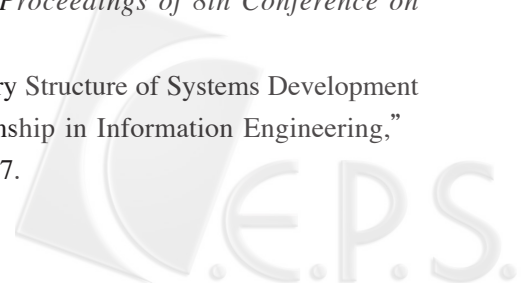 Proceedings of 8th Conference on
ry Structure of Systems Development
nship in Information Engineering,”
7.
C.E.P.S.